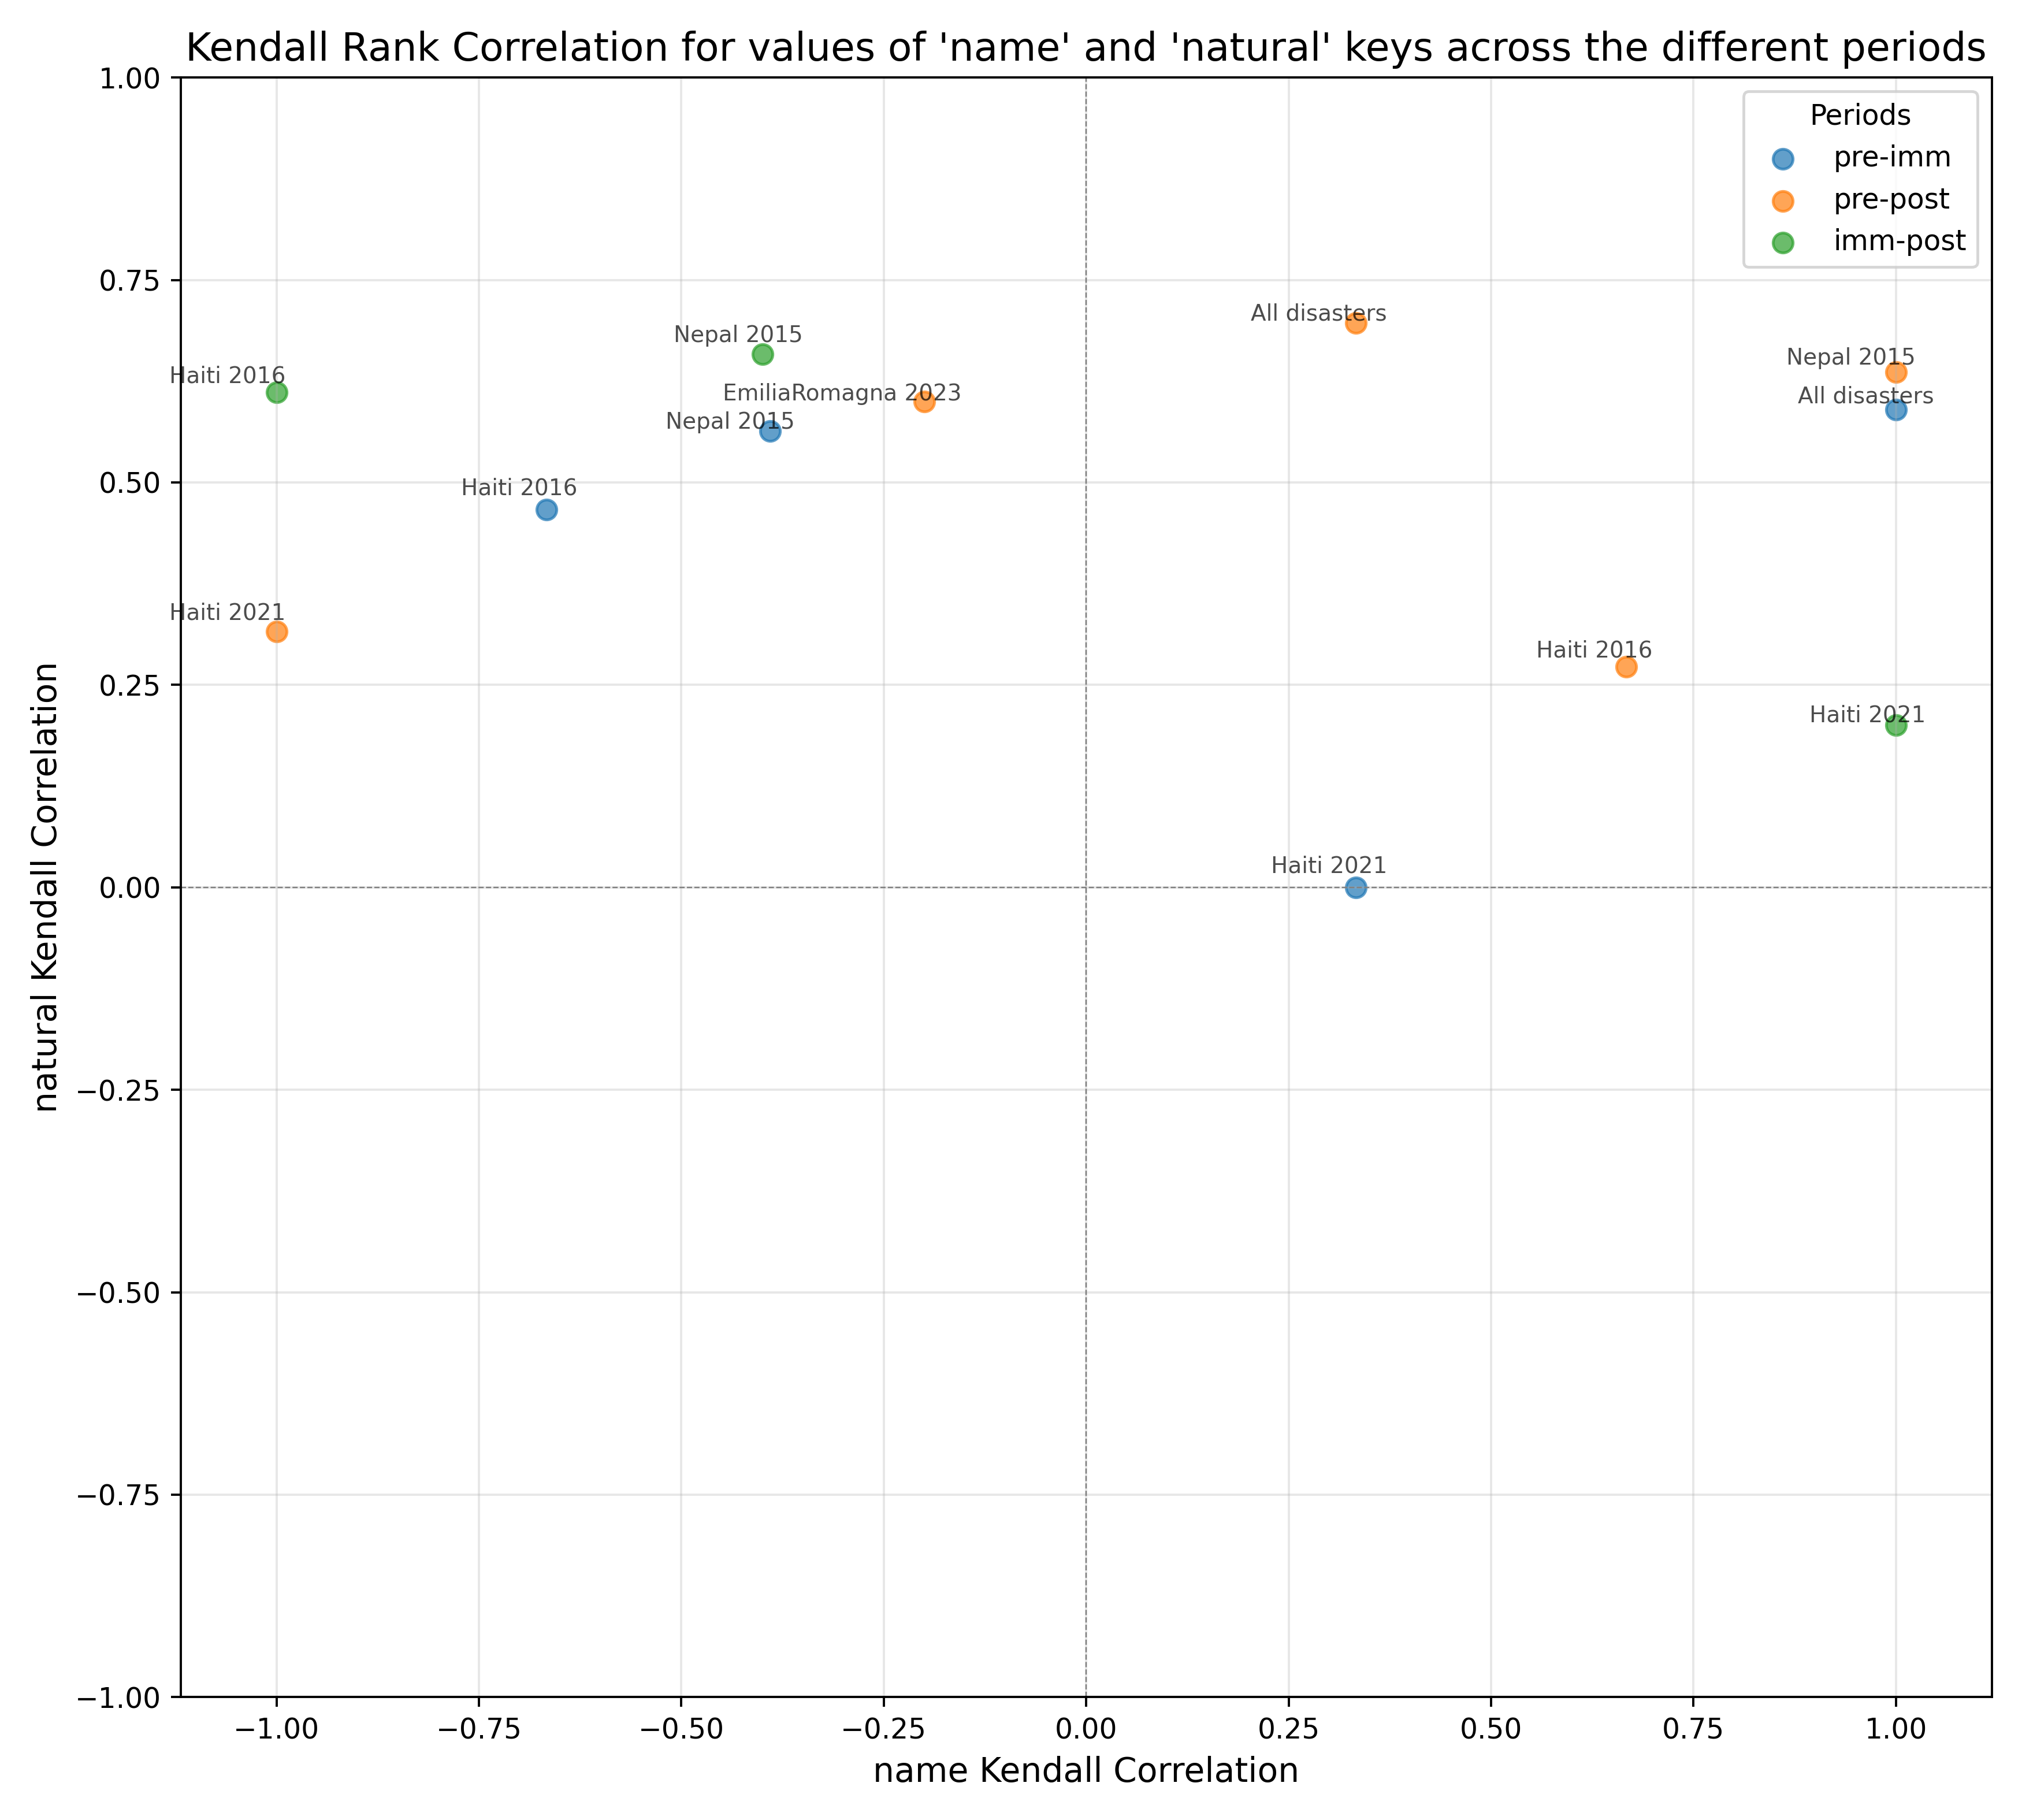 Kendall Rank Correlation for values of 'name' and 'natural' keys across the different periods
1.00
0.75
0.50
0.25
0.00
−0.25
−0.50
−0.75
−1.00
natural Kendall Correlation
Periods
pre-imm
pre-post
imm-post
All disasters
Nepal 2015
Nepal 2015
Haiti 2016
EmiliaRomagna 2023
All disasters
Nepal 2015
Haiti 2016
Haiti 2021
Haiti 2016
Haiti 2021
Haiti 2021
−1.00
−0.75
−0.50
−0.25
0.00
0.25
0.50
0.75
1.00
name Kendall Correlation